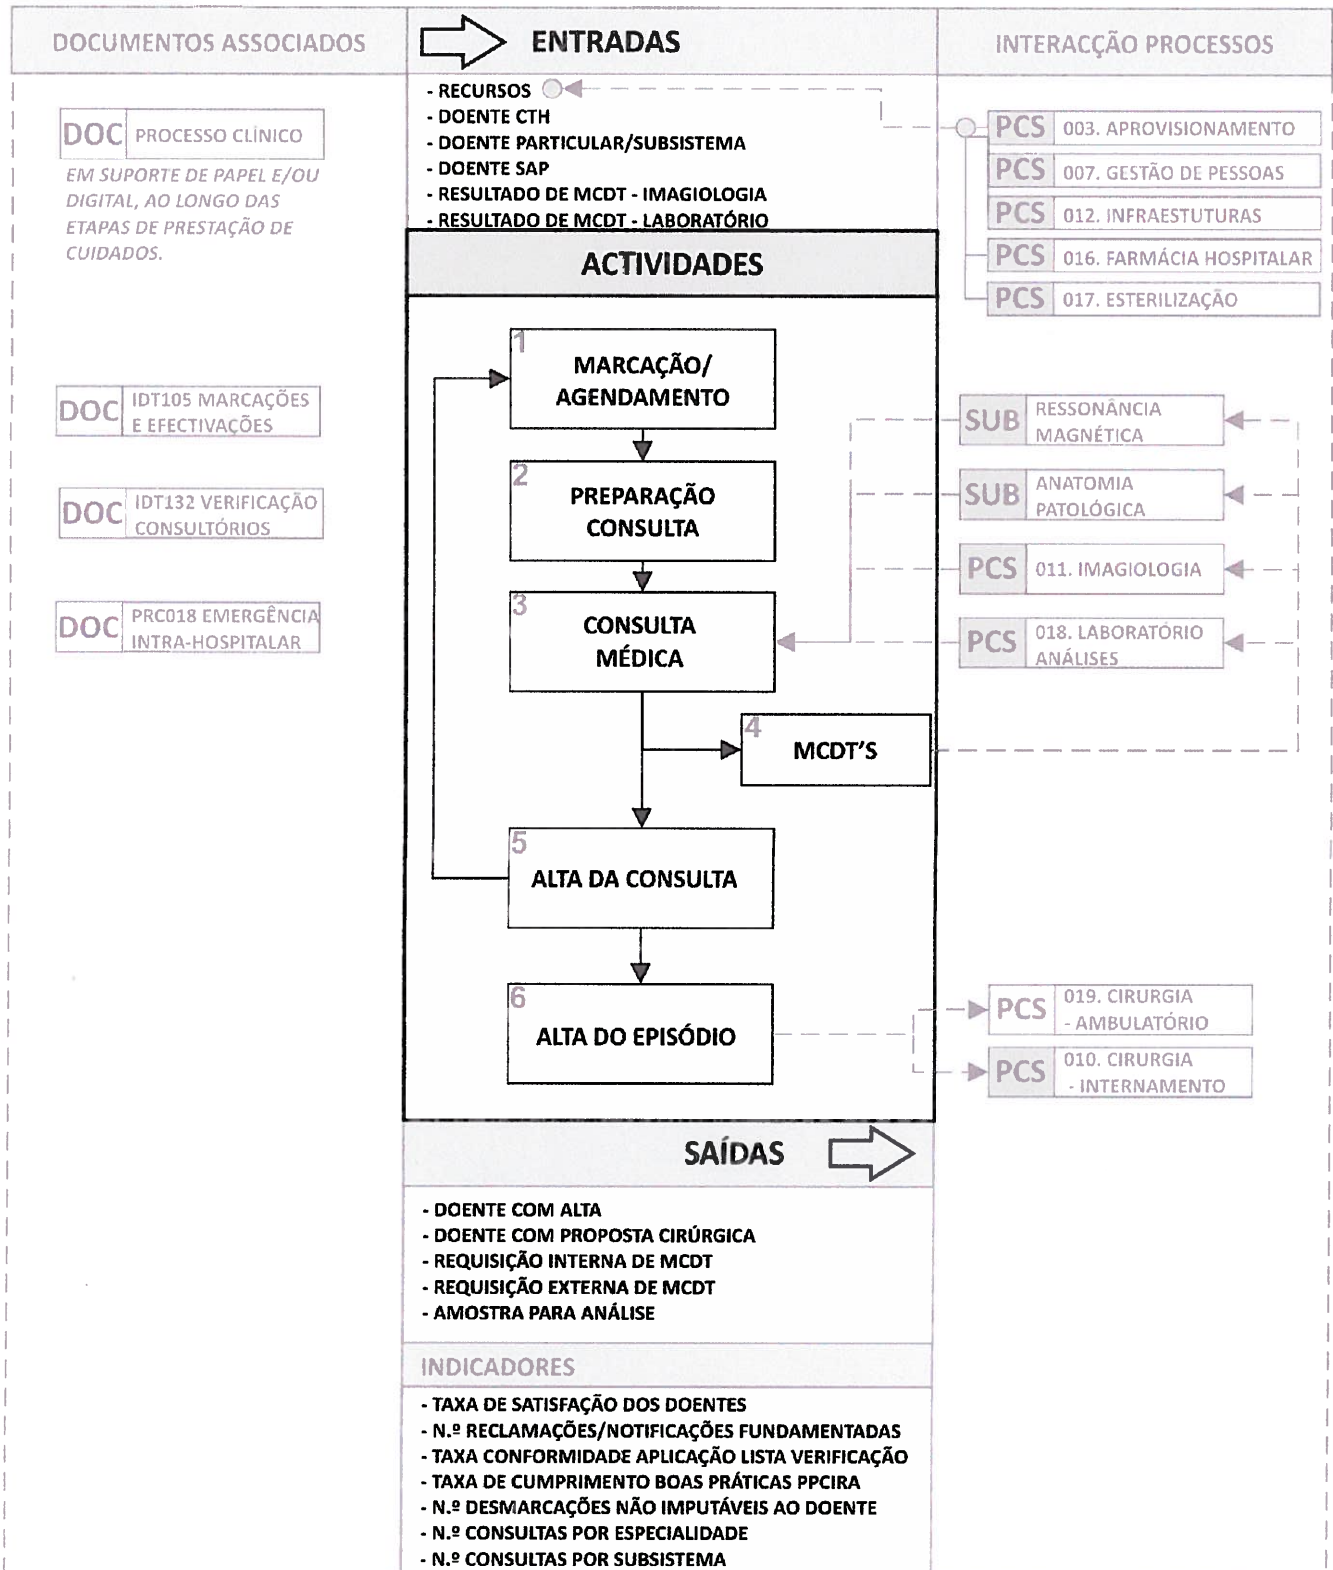 DOCUMENTOS ASSOCIADOS
ENTRADAS
INTERACÇÃO PROCESSOS
- RECURSOS
- DOENTE CTH
- DOENTE PARTICULAR/SUBSISTEMA
- DOENTE SAP
- RESULTADO DE MCDT - IMAGIOLOGIA
- RESULTADO DE MCDT - LABORATÓRIO
DOC PROCESSO CLÍNICO
EM SUPORTE DE PAPEL E/OU
DIGITAL, AO LONGO DAS
ETAPAS DE PRESTAÇÃO DE
CUIDADOS.
PCS 003. APROVISIONAMENTO
PCS 007. GESTÃO DE PESSOAS
PCS 012. INFRAESTUTURAS
PCS 016. FARMÁCIA HOSPITALAR
PCS 017. ESTERILIZAÇÃO
ACTIVIDADES
1
MARCAÇÃO/
AGENDAMENTO
2
PREPARAÇÃO
CONSULTA
3
CONSULTA
MÉDICA
4
MCDT'S
5
ALTA DA CONSULTA
6
ALTA DO EPISÓDIO
DOC IDT105 MARCAÇÕES
E EFECTIVAÇÕES
DOC IDT132 VERIFICAÇÃO
CONSULTÓRIOS
DOC PRC018 EMERGÊNCIA
INTRA-HOSPITALAR
SUB RESSONÂNCIA
MAGNÉTICA
SUB ANATOMIA
PATOLÓGICA
PCS 011. IMAGIOLOGIA
PCS 018. LABORATÓRIO
ANÁLISES
PCS 019. CIRURGIA
- AMBULATÓRIO
PCS 010. CIRURGIA
- INTERNAMENTO
SAÍDAS
- DOENTE COM ALTA
- DOENTE COM PROPOSTA CIRÚRGICA
- REQUISIÇÃO INTERNA DE MCDT
- REQUISIÇÃO EXTERNA DE MCDT
- AMOSTRA PARA ANÁLISE
INDICADORES
- TAXA DE SATISFAÇÃO DOS DOENTES
- N.º RECLAMAÇÕES/NOTIFICAÇÕES FUNDAMENTADAS
- TAXA CONFORMIDADE APLICAÇÃO LISTA VERIFICAÇÃO
- TAXA DE CUMPRIMENTO BOAS PRÁTICAS PPCIRA
- N.º DESMARCAÇÕES NÃO IMPUTÁVEIS AO DOENTE
- N.º CONSULTAS POR ESPECIALIDADE
- N.º CONSULTAS POR SUBSISTEMA